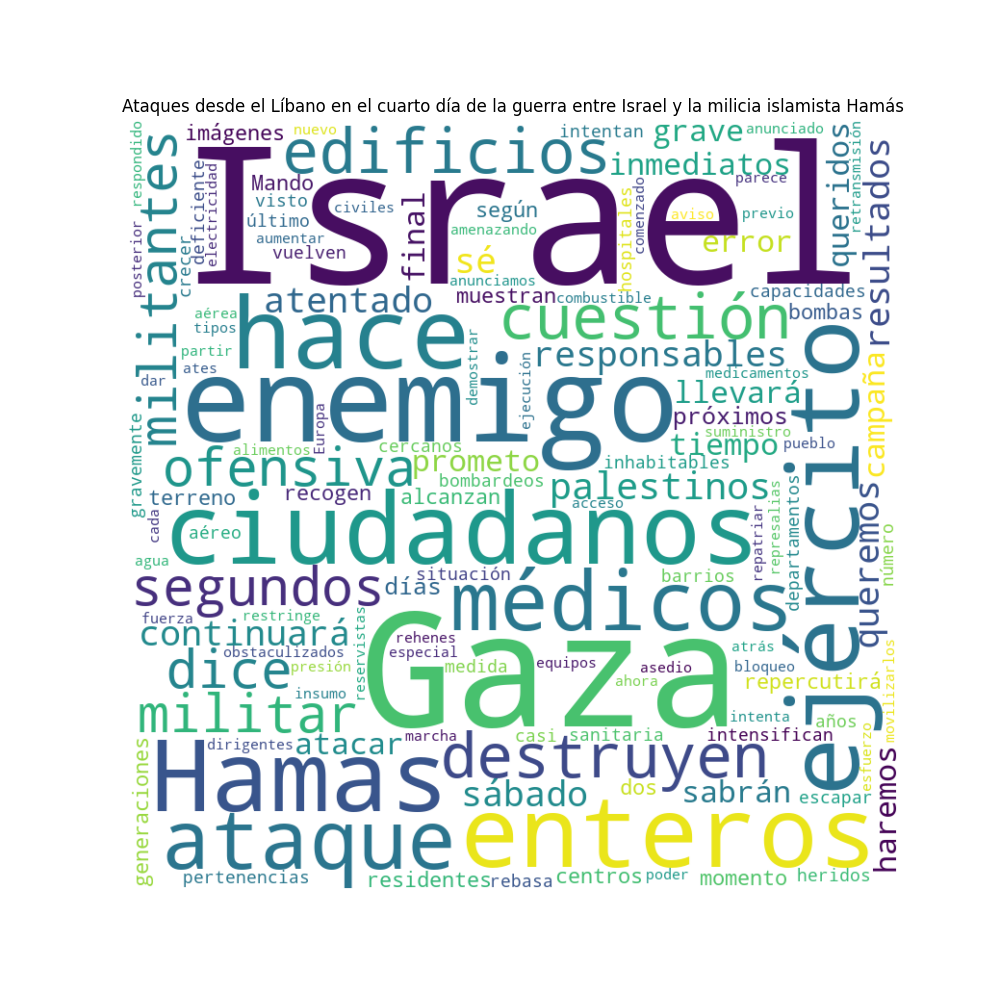 Ataques desde el Líbano en el cuarto día de la guerra entre Israel y la milicia islamista Hamás
respondido
imágenes
nuevo
edificios
intentan
grave
anunciado
queridos
retransmisión
militantes
deficiente
electricidad
Israel
inmediatos
resultados
Mando
visto
civiles
último
aumentar
vuelven
final
según
amenazando
sé
anunciamos
hospitales
comenzado
aviso
parece
previo
error
posterior
crecer
atentado
muestran
combustible
capacidades
bombas
aérea
tipos
partir
ates
dar
hace
cuestión
demostrar
ejecución
responsables
medicamentos
llevará
próximos
suministro
tiempo
pueblo
campaña
ejército
enemigo
gravemente
alimentos
Europa
cercanos
prometo
bombardeos
inhabitables
ofensiva
terreno
recogen
alcanzan
palestinos
acceso
cada
aéreo
agua
ciudadanos
repatriar
represalias
departamentos
queremos
número
segundos
días
situación
médicos
barrios
fuerza
restringe
continuará
obstaculizados
reservistas
rehenes
especial
presión
medida
equipos
asedio
ahora
atrás
bloqueo
repercutirá
movilizarlos
dice
insumo
Gaza
intenta
años
militar
dirigentes
atacar
marcha
casi
sanitaria
intensifican
esfuerzo
generaciones
Hamas
destruyen
sábado
dos
sabrán
escapar
haremos
ataque
enteros
pertenencias
residentes
rebasa
centros
poder
momento
heridos